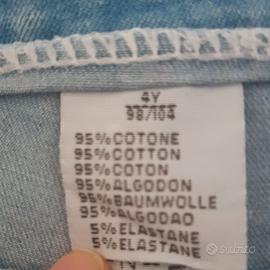 4Y
98/104
95%COTONE
95%COTTON
95%COTON
95%ALGODON
95%BAUMWOLLE
95%ALGODAO
5%ELASTANE
5%ELASTANE
subito